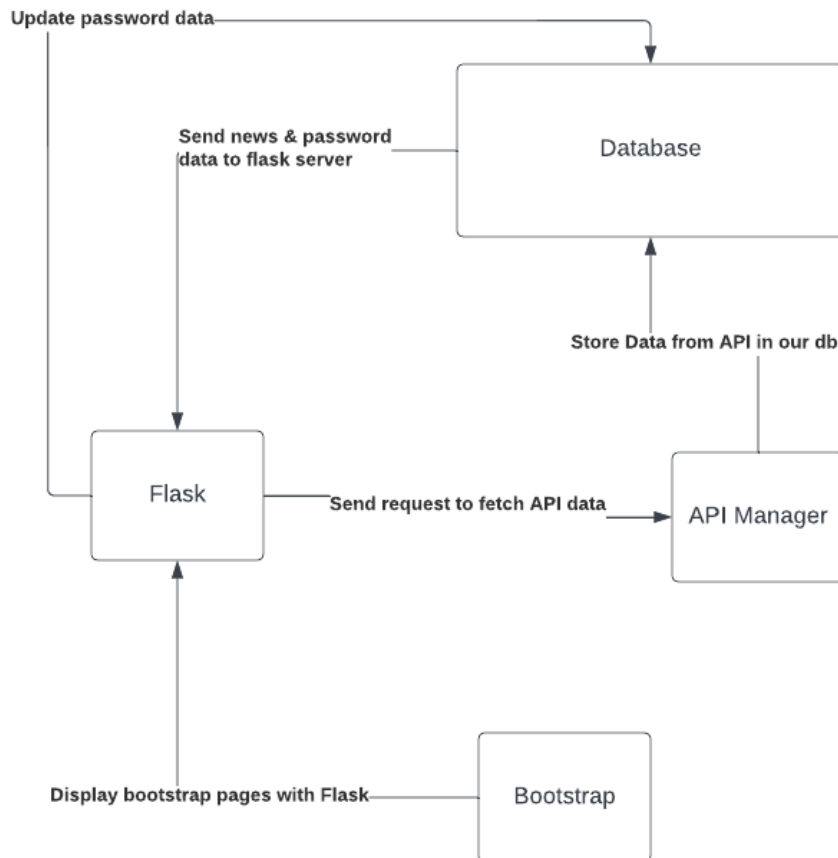 Update password data
Send news & password
data to flask server
Database
Store Data from API in our db
Flask
Send request to fetch API data
API Manager
Display bootstrap pages with Flask
Bootstrap